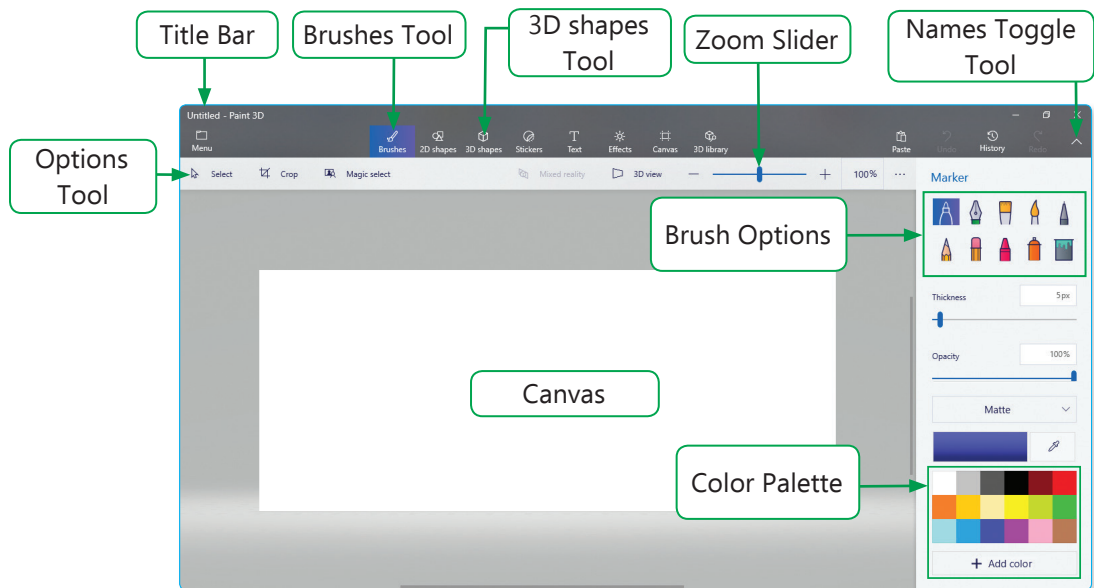 Title Bar
Brushes Tool
3D shapes
Tool
Zoom Slider
Names Toggle
Tool
Untitled - Paint 3D
Menu
Brushes
2D shapes
3D shapes
Stickers
Text
Effects
Canvas
3D library
Paste
Undo
History
Redo
Options
Tool
Select
Crop
Magic select
Mixed reality
3D view
100%
Marker
Brush Options
Thickness
5px
Opacity
100%
Canvas
Matte
Color Palette
Add color